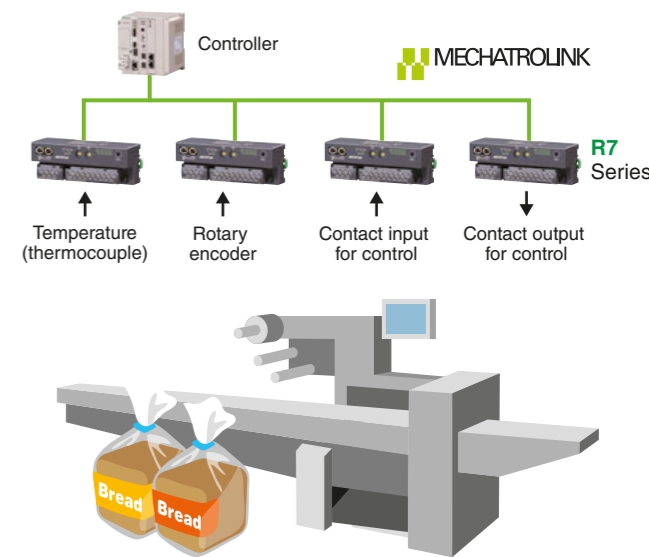 Controller
MECHATROLINK
R7
Series
Temperature
(thermocouple)
Rotary
encoder
Contact input
for control
Contact output
for control
Bread
Bread